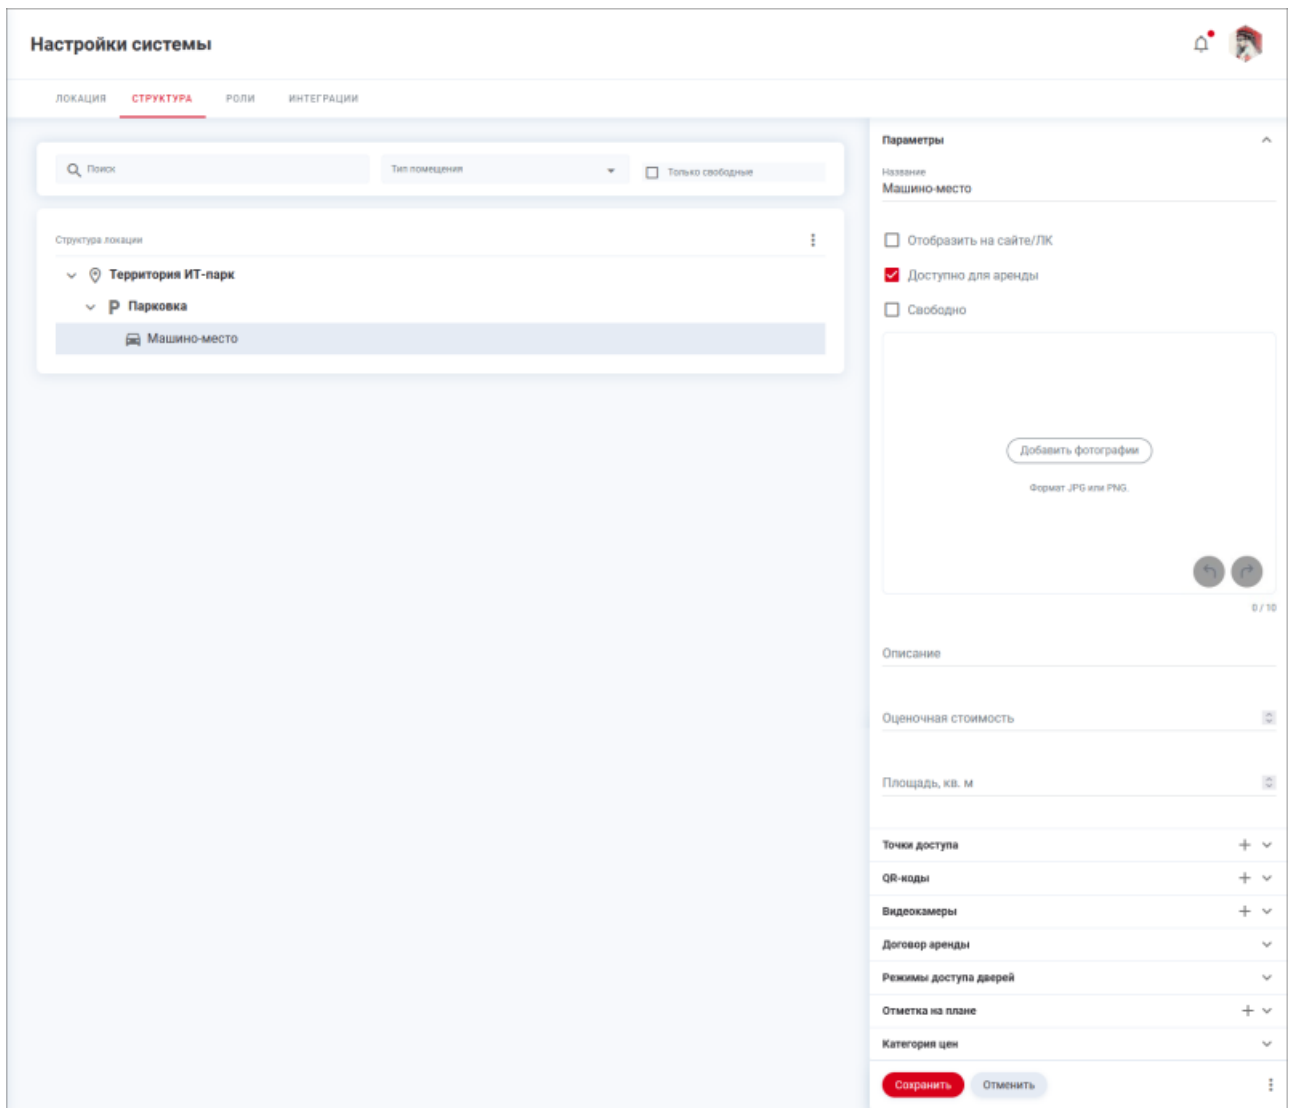 Настройки системы
ЛОКАЦИЯ СТРУКТУРА РОЛИ ИНТЕГРАЦИИ
Поиск
Тип помещения
Только свободные
Структура локации
Территория ИТ-парк
P Парковка
Машино-место
Параметры
Название
Машино-место
Отобразить на сайте/ЛК
Доступно для аренды
Свободно
Добавить фотографии
Формат JPG или PNG.
0 / 10
Описание
Оценочная стоимость
Площадь, кв. м
Точки доступа
QR-коды
Видеокамеры
Договор аренды
Режимы доступа дверей
Отметка на плане
Категория цен
Сохранить Отменить